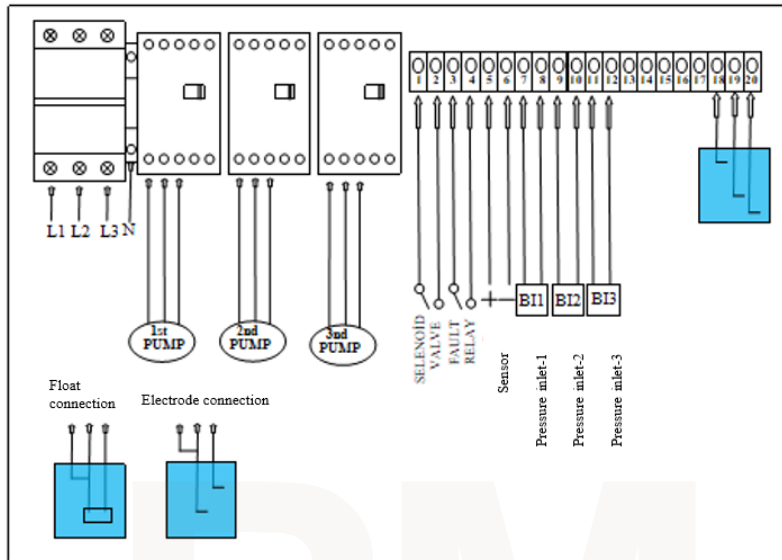 1 2 3 4 5 6 7 8 9 10 11 12 13 14 15 16 17 18 19 20
L1 L2 L3 N
1st
PUMP
2nd
PUMP
3nd
PUMP
SELENOİD
VALVE
FAULT
RELAY
+ −
Sensor
BI1
BI2
BI3
Pressure inlet-1
Pressure inlet-2
Pressure inlet-3
Float
connection
Electrode connection